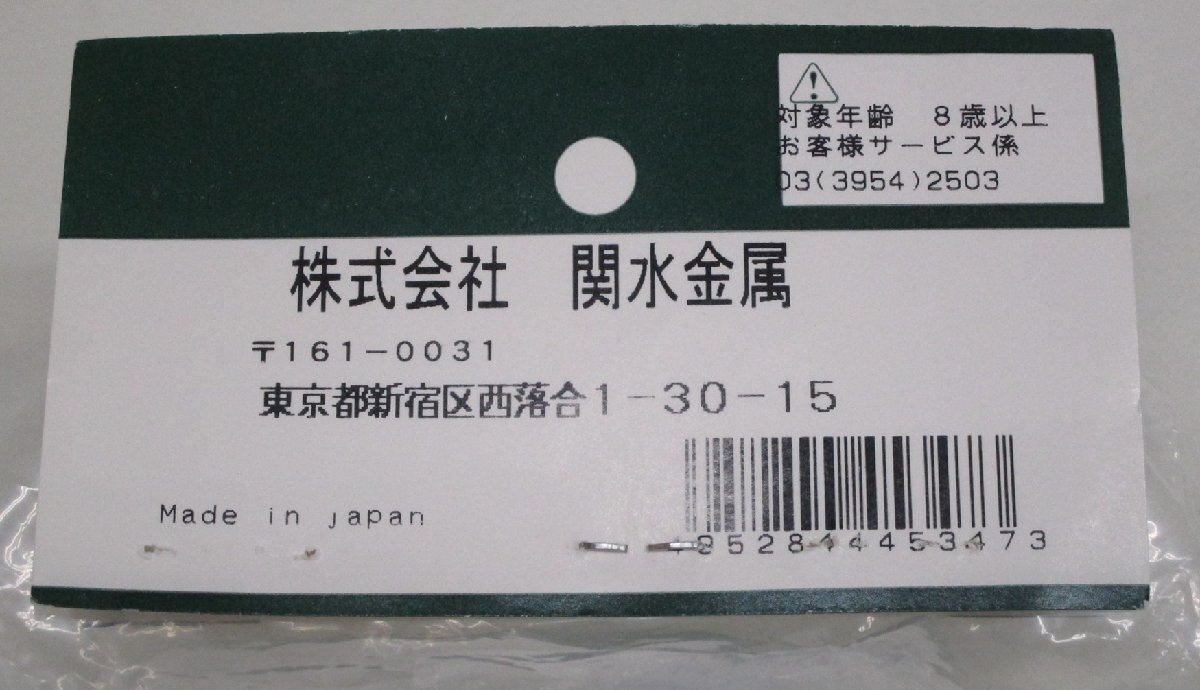 対象年齢　8歳以上
お客様サービス係
03(3954)2503
株式会社　関水金属
〒161-0031
東京都新宿区西落合1-30-15
Made in japan
4952844453473